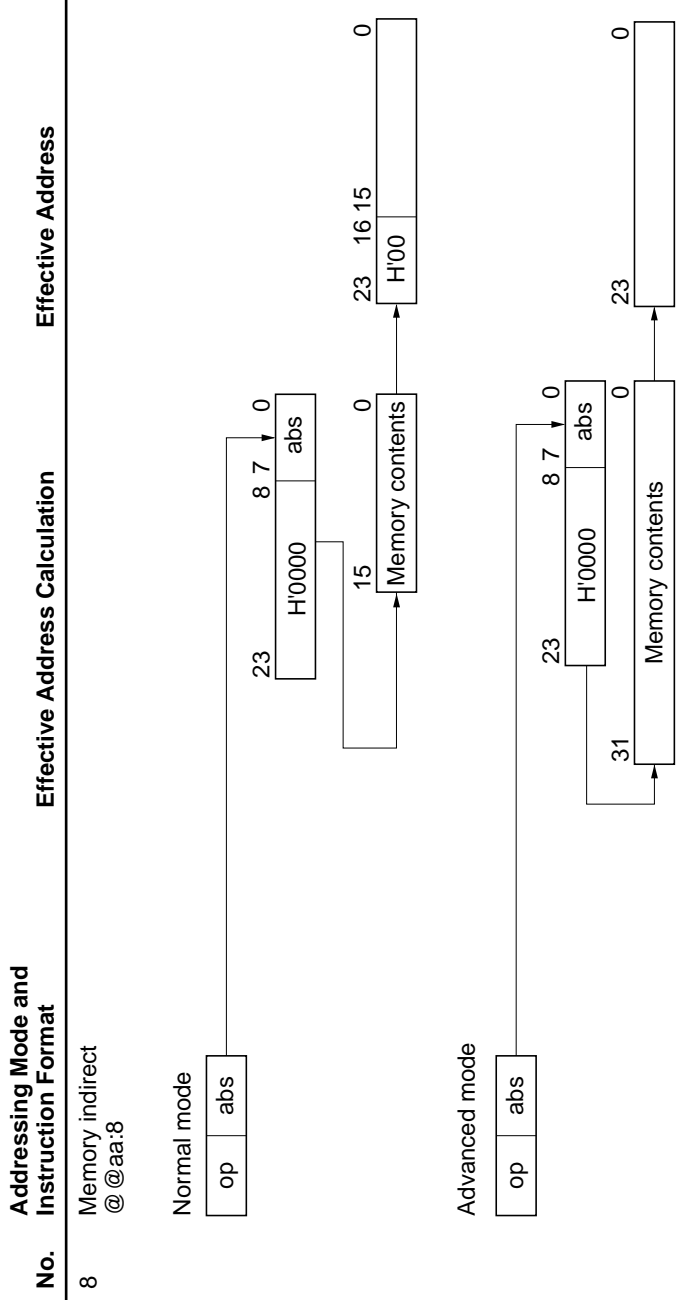 Addressing Mode and
No. Instruction Format Effective Address Calculation Effective Address
8 Memory indirect
@@aa:8
Normal mode
op abs
23 8 7 0
H'0000 abs
15 0
Memory contents
23 16 15 0
H'00
Advanced mode
op abs
23 8 7 0
H'0000 abs
31 0
Memory contents
23 0